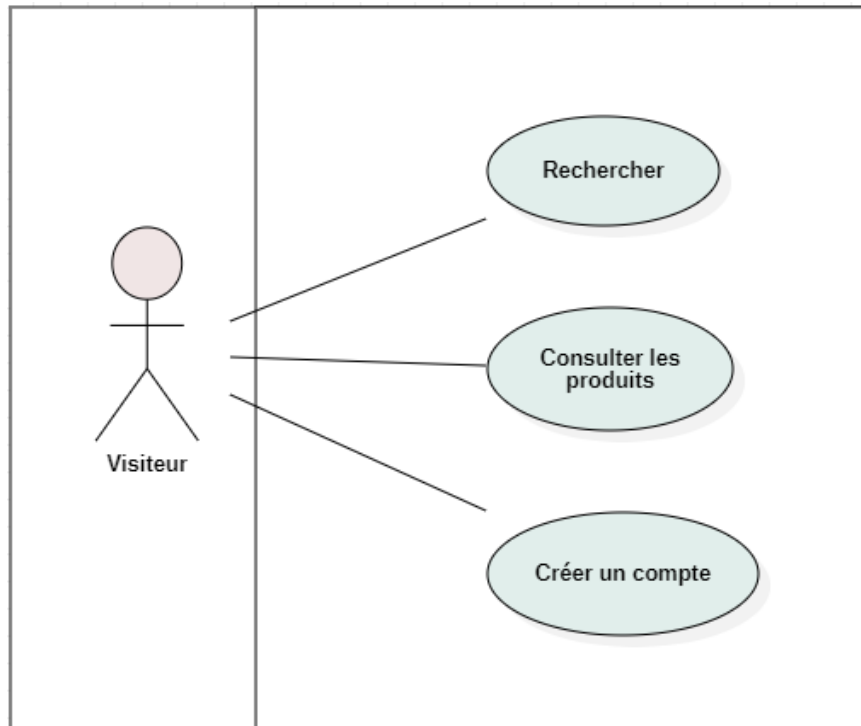 Rechercher
Consulter les
produits
Visiteur
Créer un compte